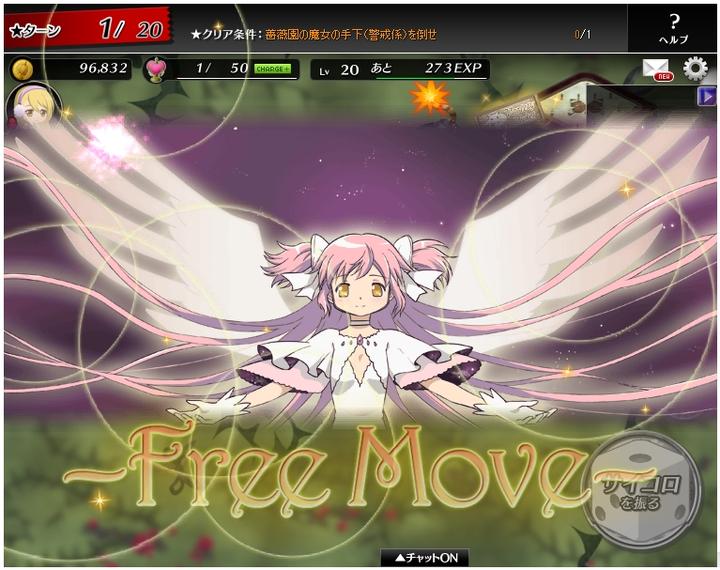 ★ターン 1/ 20
★クリア条件：薔薇園の魔女の手下(警戒係)を倒せ 0/1
?
ヘルプ
96,832
1/ 50 CHARGE+
Lv 20 あと 273EXP
NEW
~Free Move~
サイコロ
を振る
▲チャットON